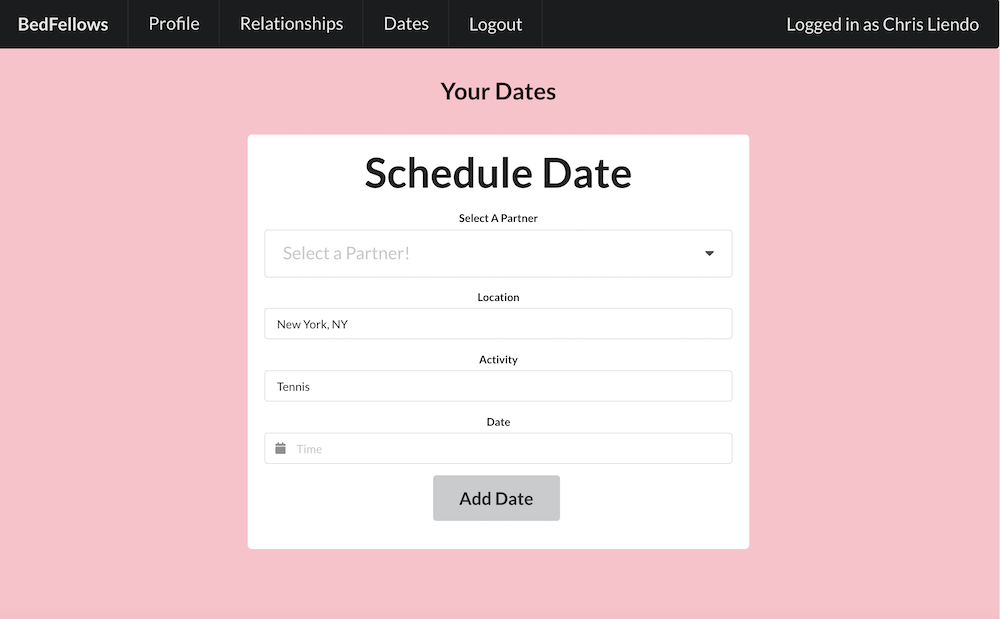 BedFellows Profile Relationships Dates Logout Logged in as Chris Liendo
Your Dates
Schedule Date
Select A Partner
Select a Partner!
Location
New York, NY
Activity
Tennis
Date
Time
Add Date